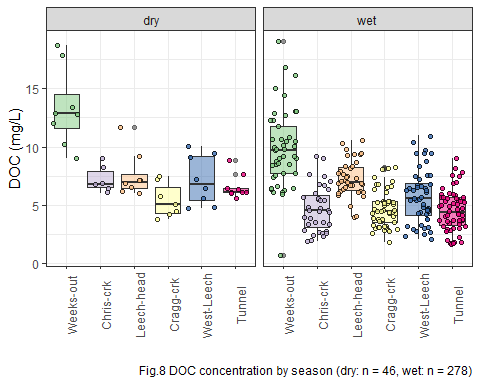 dry
wet
DOC (mg/L)
15
10
5
0
Weeks-out
Chris-crk
Leech-head
Cragg-crk
West-Leech
Tunnel
Weeks-out
Chris-crk
Leech-head
Cragg-crk
West-Leech
Tunnel
Fig.8 DOC concentration by season (dry: n = 46, wet: n = 278)